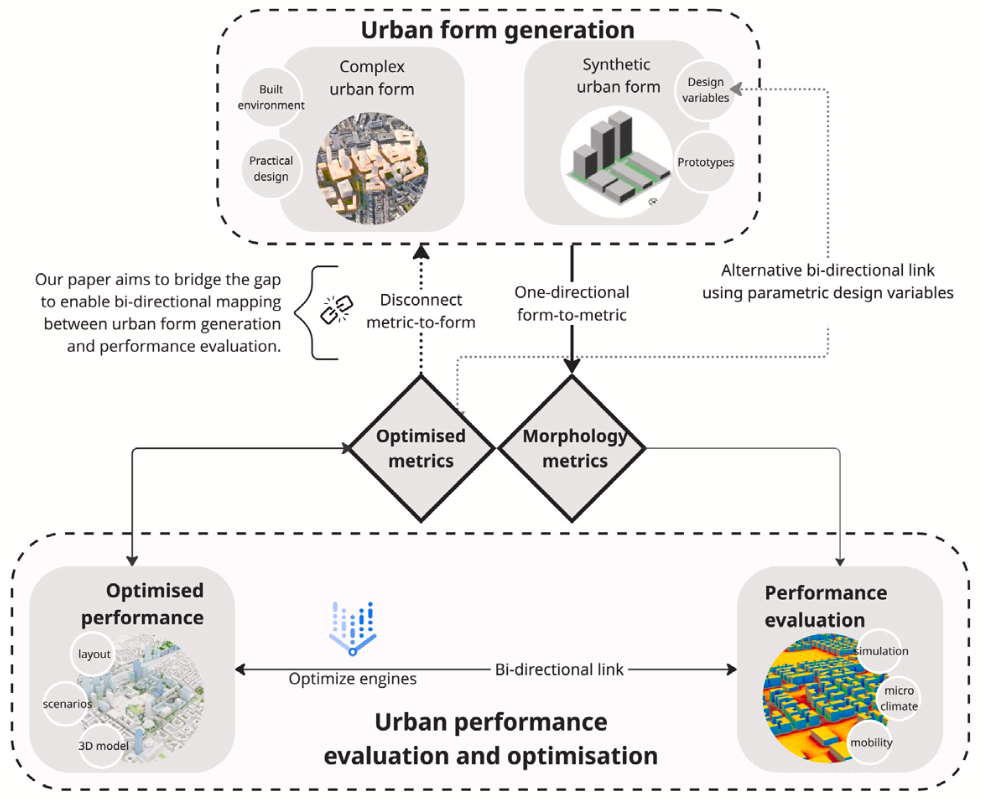 Urban form generation
Complex
urban form
Built
environment
Practical
design
Synthetic
urban form
Design
variables
Prototypes
Our paper aims to bridge the gap
to enable bi-directional mapping
between urban form generation
and performance evaluation.
Disconnect
metric-to-form
One-directional
form-to-metric
Alternative bi-directional link
using parametric design variables
Optimised
metrics
Morphology
metrics
Optimised
performance
layout
scenarios
3D model
Optimize engines
Bi-directional link
Performance
evaluation
simulation
micro
climate
mobility
Urban performance
evaluation and optimisation